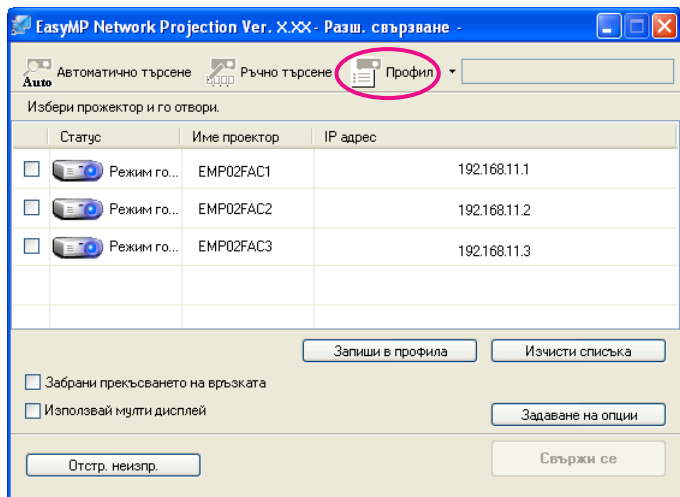 EasyMP Network Projection Ver. X.XX - Разш. свързване -
Auto Автоматично търсене Ръчно търсене Профил
Избери прожектор и го отвори.
Статус Име проектор IP адрес
Режим го... EMP02FAC1 192.168.11.1
Режим го... EMP02FAC2 192.168.11.2
Режим го... EMP02FAC3 192.168.11.3
Запиши в профила Изчисти списъка
Забрани прекъсването на връзката
Използвай мулти дисплей
Задаване на опции
Отстр. неизпр. Свържи се